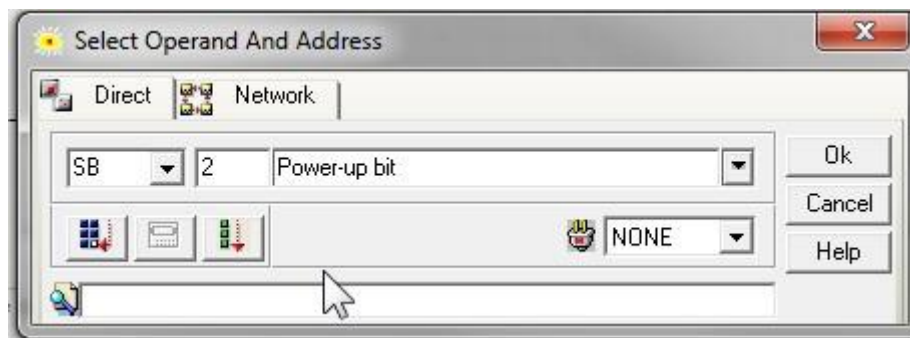 Select Operand And Address
Direct Network
SB 2 Power-up bit
Ok
Cancel
NONE
Help